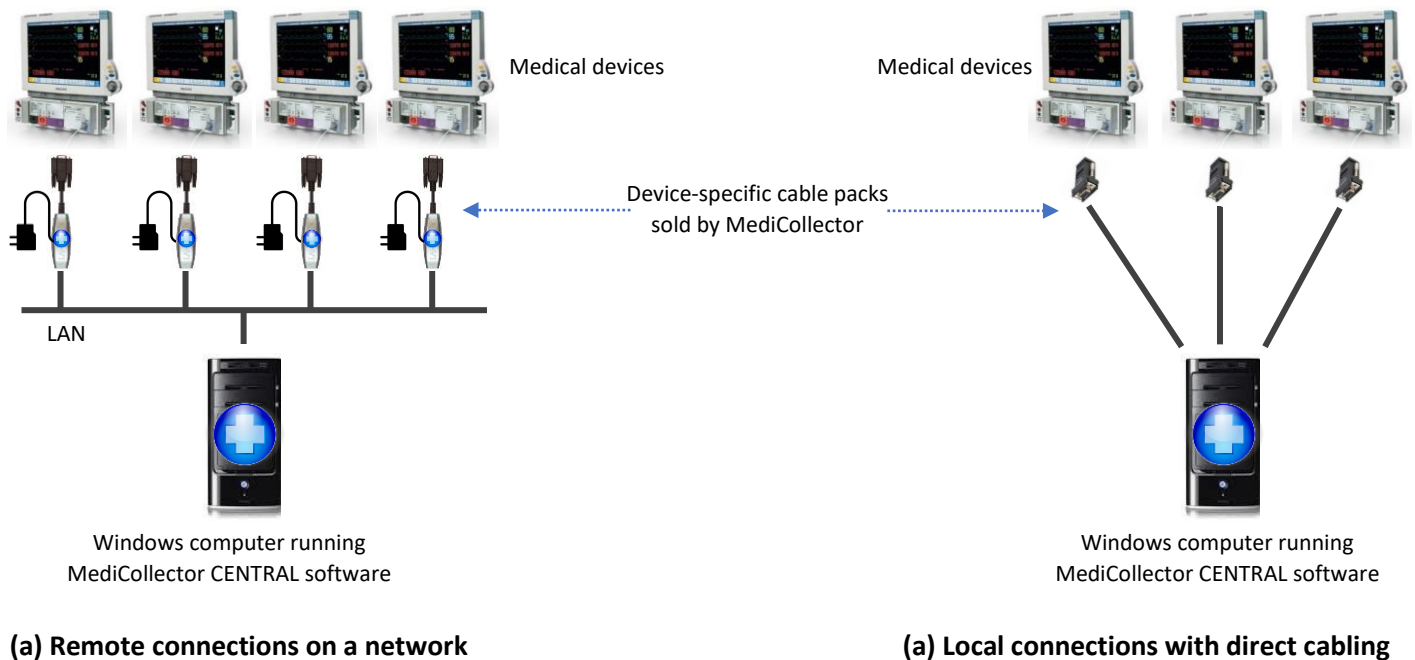 Medical devices
Medical devices
Device-specific cable packs
sold by MediCollector
LAN
Windows computer running
MediCollector CENTRAL software
Windows computer running
MediCollector CENTRAL software
(a) Remote connections on a network
(a) Local connections with direct cabling